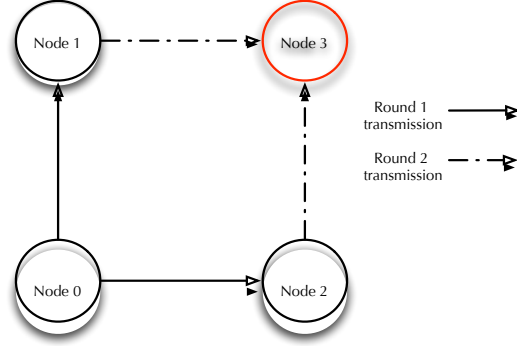 Node 1
Node 3
Round 1
transmission
Round 2
transmission
Node 0
Node 2